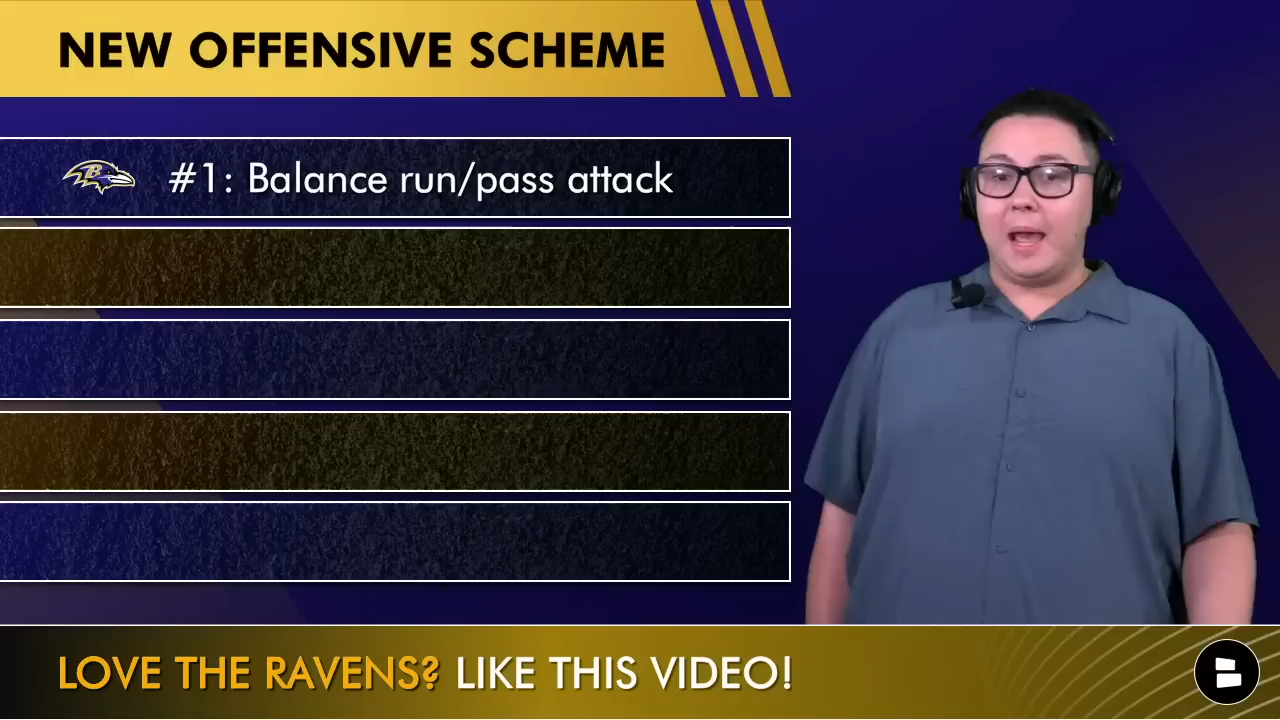 NEW OFFENSIVE SCHEME
#1: Balance run/pass attack
LOVE THE RAVENS? LIKE THIS VIDEO!